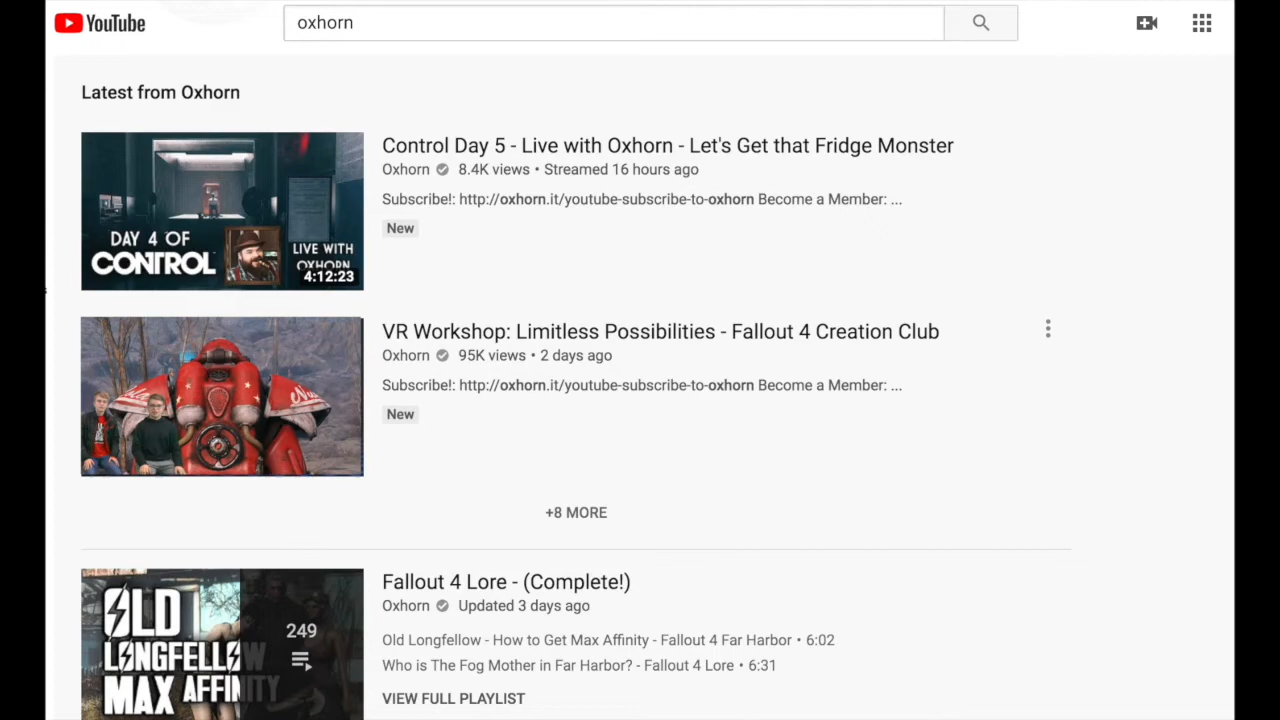 YouTube
oxhorn
Latest from Oxhorn
DAY 4 OF
CONTROL
LIVE WITH
OXHORN
4:12:23
Control Day 5 - Live with Oxhorn - Let's Get that Fridge Monster
Oxhorn 8.4K views • Streamed 16 hours ago
Subscribe!: http://oxhorn.it/youtube-subscribe-to-oxhorn Become a Member: ...
New
VR Workshop: Limitless Possibilities - Fallout 4 Creation Club
Oxhorn 95K views • 2 days ago
Subscribe!: http://oxhorn.it/youtube-subscribe-to-oxhorn Become a Member: ...
New
+8 MORE
OLD
LONGFELLOW
MAX AFFINITY
249
Fallout 4 Lore - (Complete!)
Oxhorn Updated 3 days ago
Old Longfellow - How to Get Max Affinity - Fallout 4 Far Harbor • 6:02
Who is The Fog Mother in Far Harbor? - Fallout 4 Lore • 6:31
VIEW FULL PLAYLIST